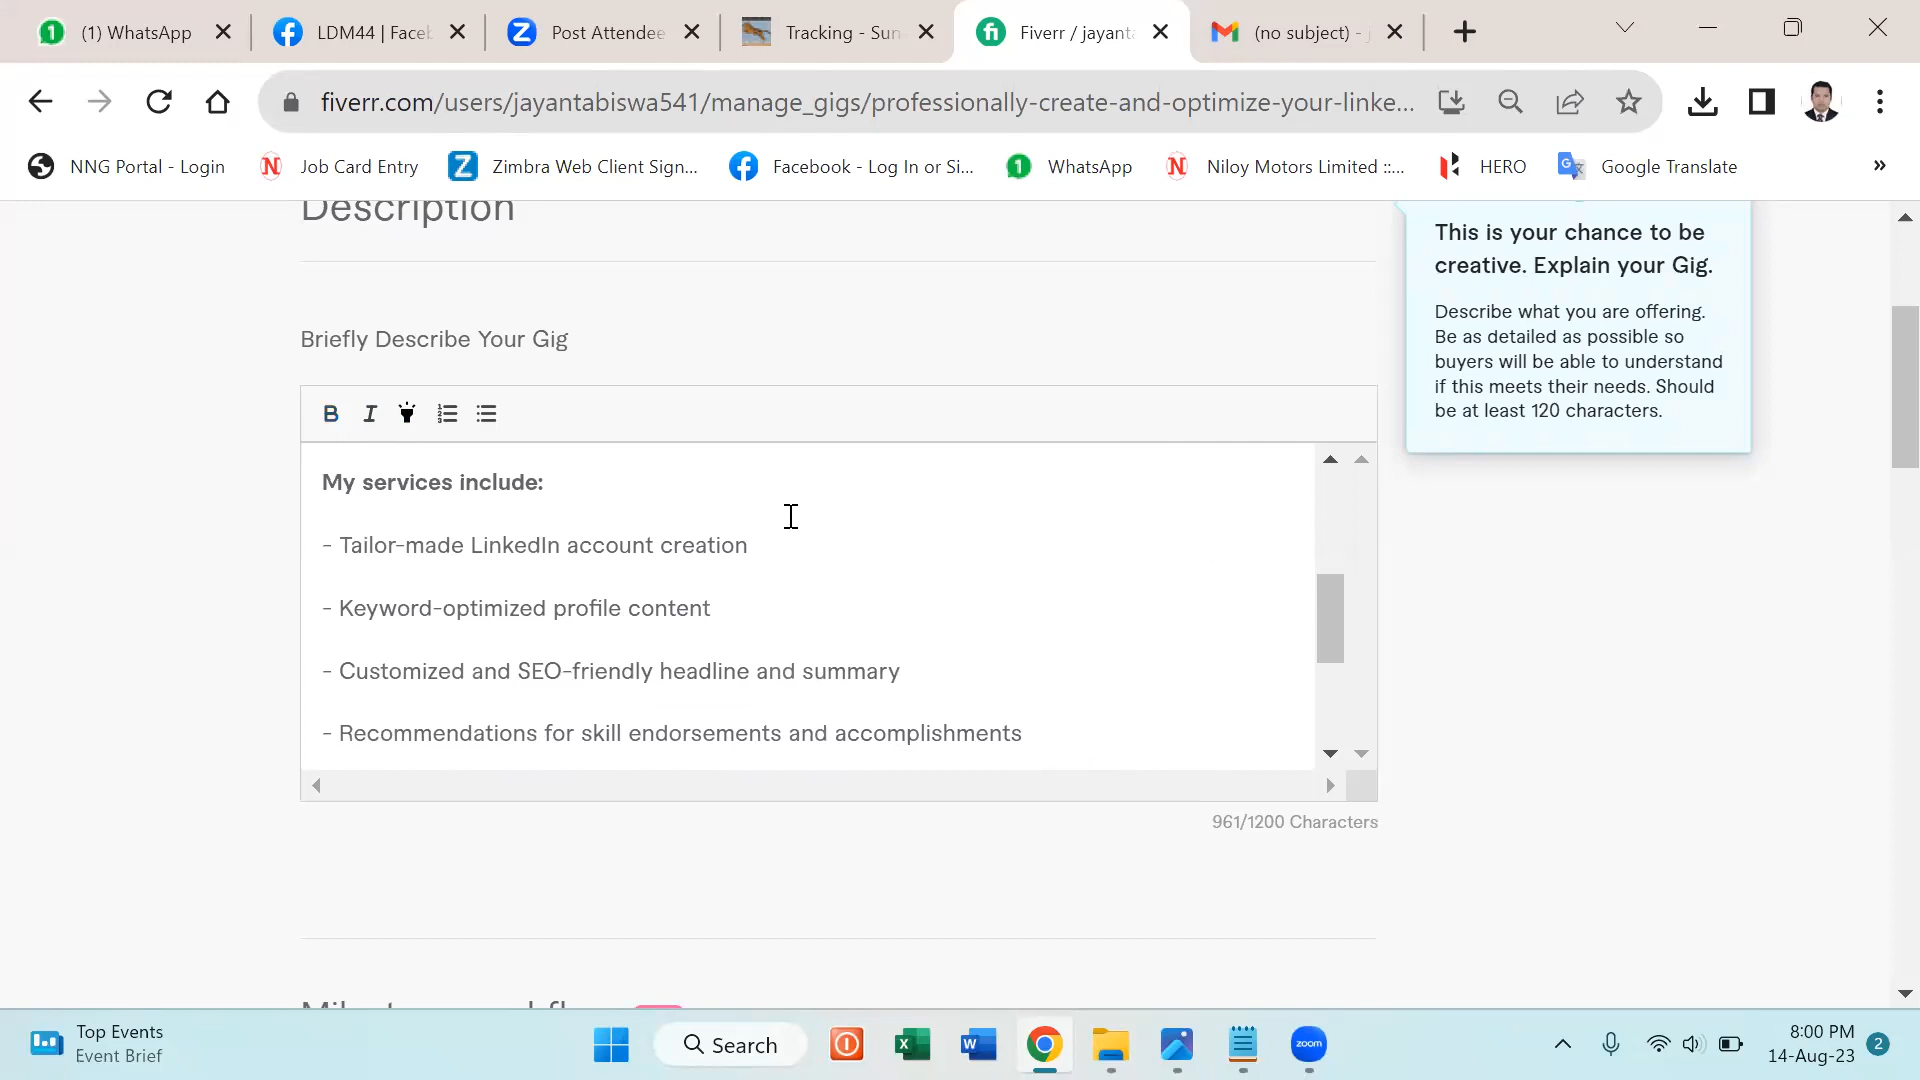 (1) WhatsApp
LDM44 | Faceb
Post Attendee
Tracking - Sun
Fiverr / jayanta
(no subject) - j
fiverr.com/users/jayantabiswa541/manage_gigs/professionally-create-and-optimize-your-linke...
NNG Portal - Login
Job Card Entry
Zimbra Web Client Sign...
Facebook - Log In or Si...
WhatsApp
Niloy Motors Limited ::...
HERO
Google Translate
»
Description
This is your chance to be
creative. Explain your Gig.
Describe what you are offering.
Be as detailed as possible so
buyers will be able to understand
if this meets their needs. Should
be at least 120 characters.
Briefly Describe Your Gig
B I
My services include:
- Tailor-made LinkedIn account creation
- Keyword-optimized profile content
- Customized and SEO-friendly headline and summary
- Recommendations for skill endorsements and accomplishments
961/1200 Characters
Top Events
Event Brief
Search
zoom
8:00 PM
14-Aug-23
2